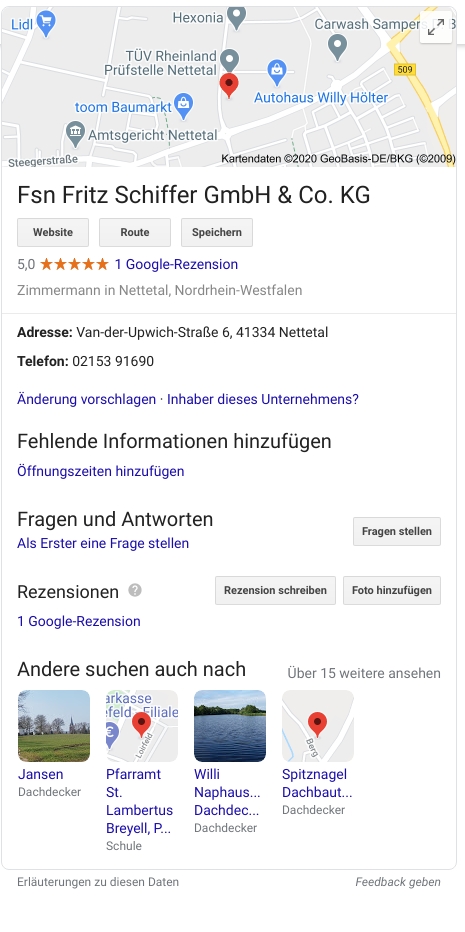 Lidl
Hexonia
Carwash Sampers
TÜV Rheinland
Prüfstelle Nettetal
509
Autohaus Willy Hölter
toom Baumarkt
Amtsgericht Nettetal
Steegerstraße
Kartendaten ©2020 GeoBasis-DE/BKG (©2009)
Fsn Fritz Schiffer GmbH & Co. KG
Website Route Speichern
5,0 ★★★★★ 1 Google-Rezension
Zimmermann in Nettetal, Nordrhein-Westfalen
Adresse: Van-der-Upwich-Straße 6, 41334 Nettetal
Telefon: 02153 91690
Änderung vorschlagen · Inhaber dieses Unternehmens?
Fehlende Informationen hinzufügen
Öffnungszeiten hinzufügen
Fragen und Antworten
Fragen stellen
Als Erster eine Frage stellen
Rezensionen ? Rezension schreiben Foto hinzufügen
1 Google-Rezension
Andere suchen auch nach Über 15 weitere ansehen
arkasse
efeld - Filiale
Loirfeld
Berg
Jansen
Dachdecker
Pfarramt
St.
Lambertus
Breyell, P...
Schule
Willi
Naphaus...
Dachdec...
Dachdecker
Spitznagel
Dachbaut...
Dachdecker
Erläuterungen zu diesen Daten Feedback geben